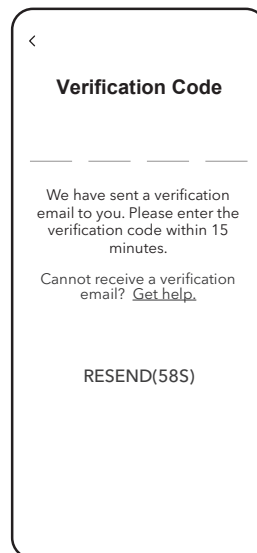 Verification Code
We have sent a verification
email to you. Please enter the
verification code within 15
minutes.
Cannot receive a verification
email? Get help.
RESEND(58S)